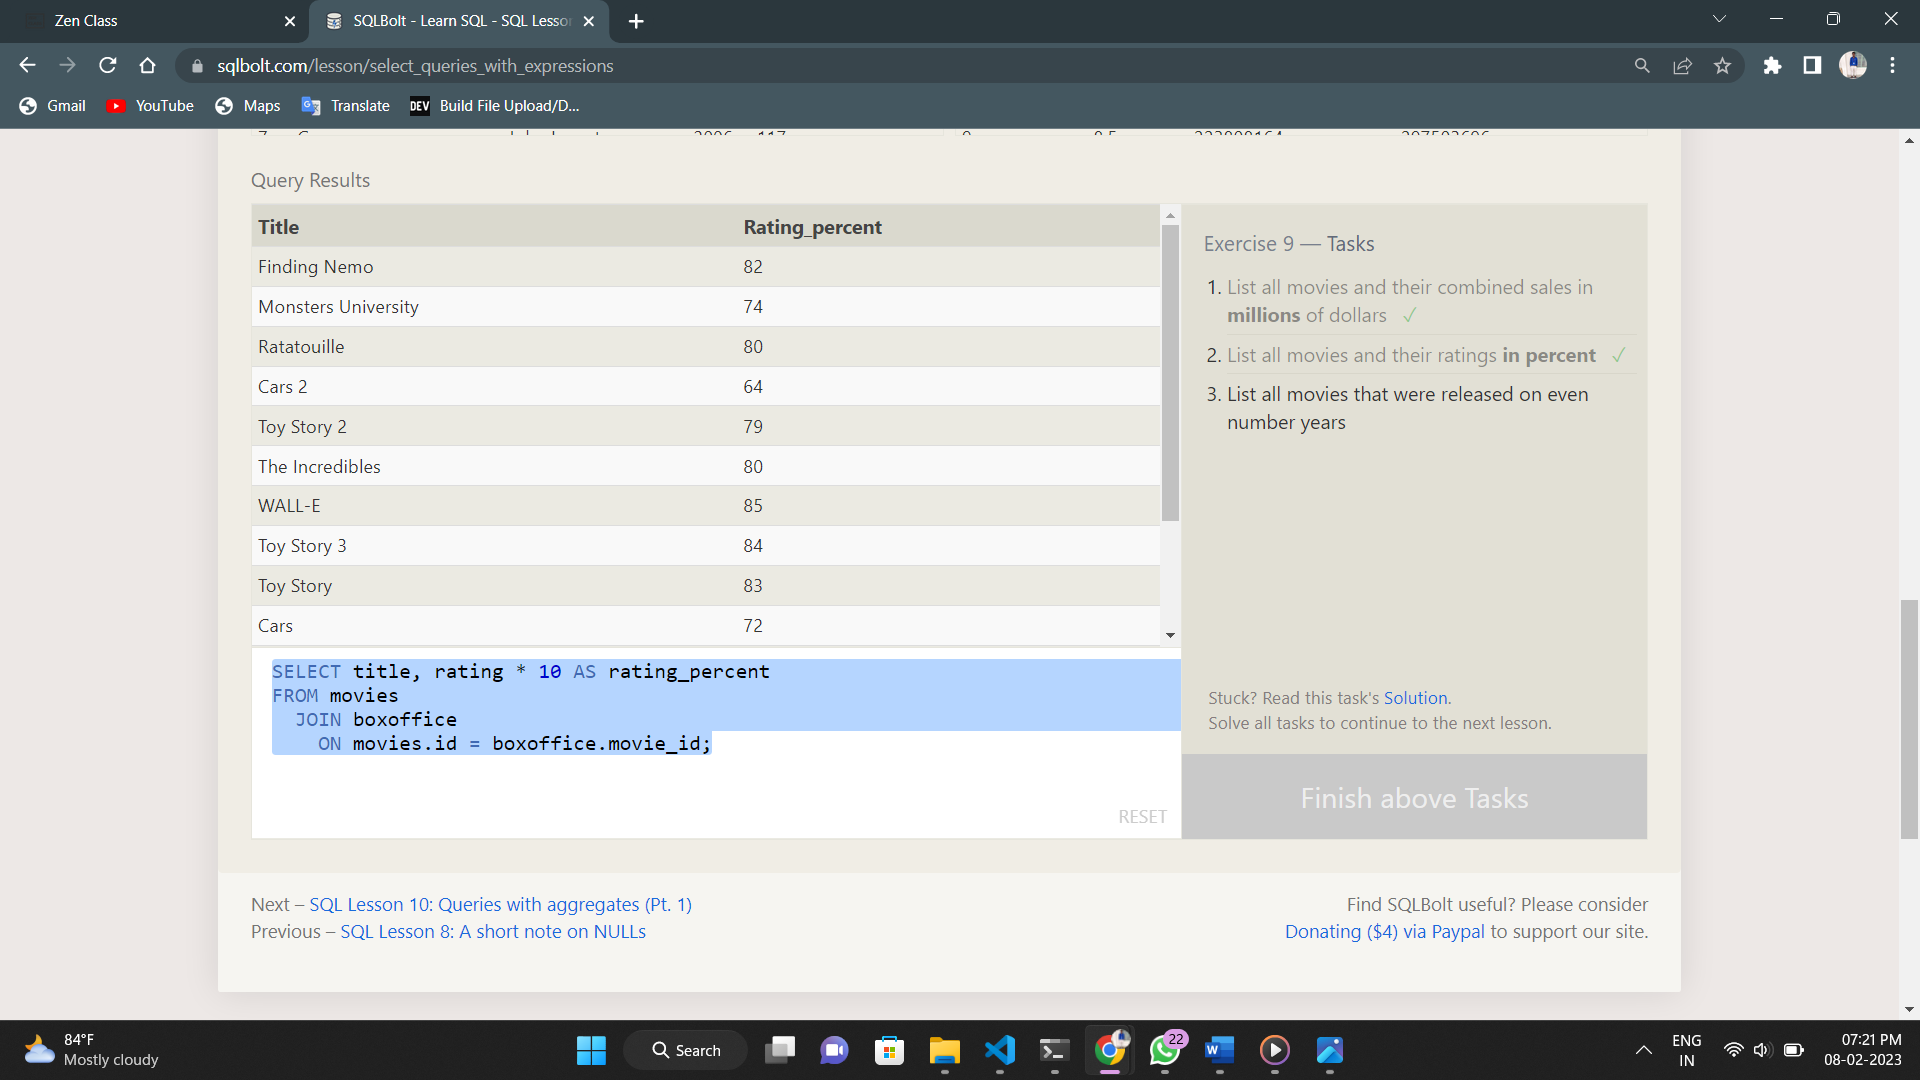 Zen Class
SQLBolt - Learn SQL - SQL Lesson
sqlbolt.com/lesson/select_queries_with_expressions
Gmail YouTube Maps Translate DEV Build File Upload/D...
Query Results
Title Rating_percent
Finding Nemo 82
Monsters University 74
Ratatouille 80
Cars 2 64
Toy Story 2 79
The Incredibles 80
WALL-E 85
Toy Story 3 84
Toy Story 83
Cars 72
SELECT title, rating * 10 AS rating_percent
FROM movies
JOIN boxoffice
ON movies.id = boxoffice.movie_id;
RESET
Exercise 9 — Tasks
1. List all movies and their combined sales in
millions of dollars ✓
2. List all movies and their ratings in percent ✓
3. List all movies that were released on even
number years
Stuck? Read this task's Solution.
Solve all tasks to continue to the next lesson.
Finish above Tasks
Next – SQL Lesson 10: Queries with aggregates (Pt. 1)
Previous – SQL Lesson 8: A short note on NULLs
Find SQLBolt useful? Please consider
Donating ($4) via Paypal to support our site.
84°F
Mostly cloudy
Search
22
ENG
IN
07:21 PM
08-02-2023